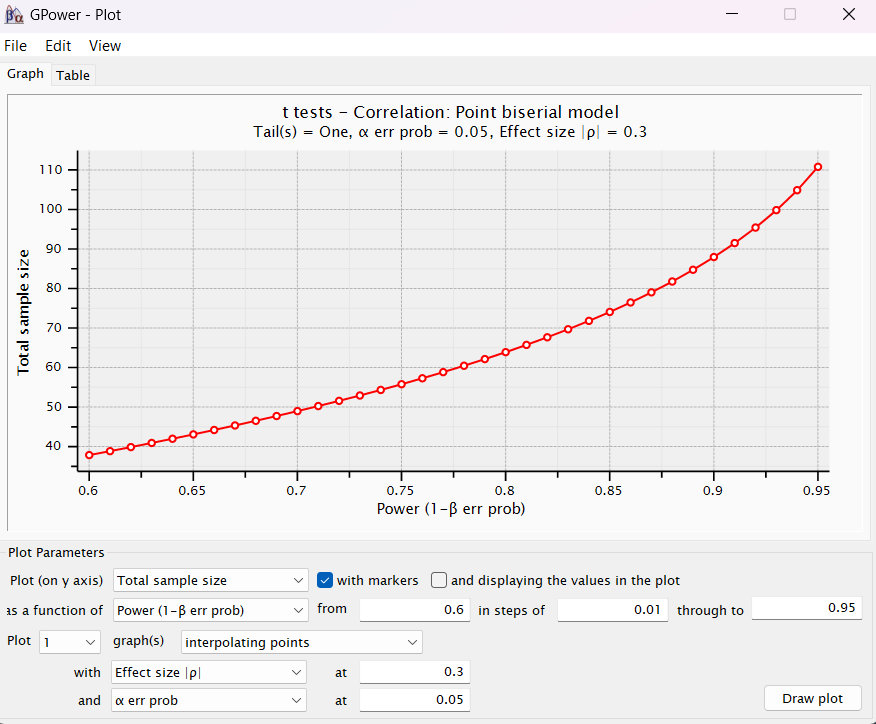 GPower - Plot
File Edit View
Graph Table
t tests – Correlation: Point biserial model
Tail(s) = One, α err prob = 0.05, Effect size |ρ| = 0.3
110
100
90
80
70
60
50
40
Total sample size
0.6 0.65 0.7 0.75 0.8 0.85 0.9 0.95
Power (1-β err prob)
Plot Parameters
Plot (on y axis) Total sample size with markers and displaying the values in the plot
as a function of Power (1-β err prob) from 0.6 in steps of 0.01 through to 0.95
Plot 1 graph(s) interpolating points
with Effect size |ρ| at 0.3
and α err prob at 0.05
Draw plot